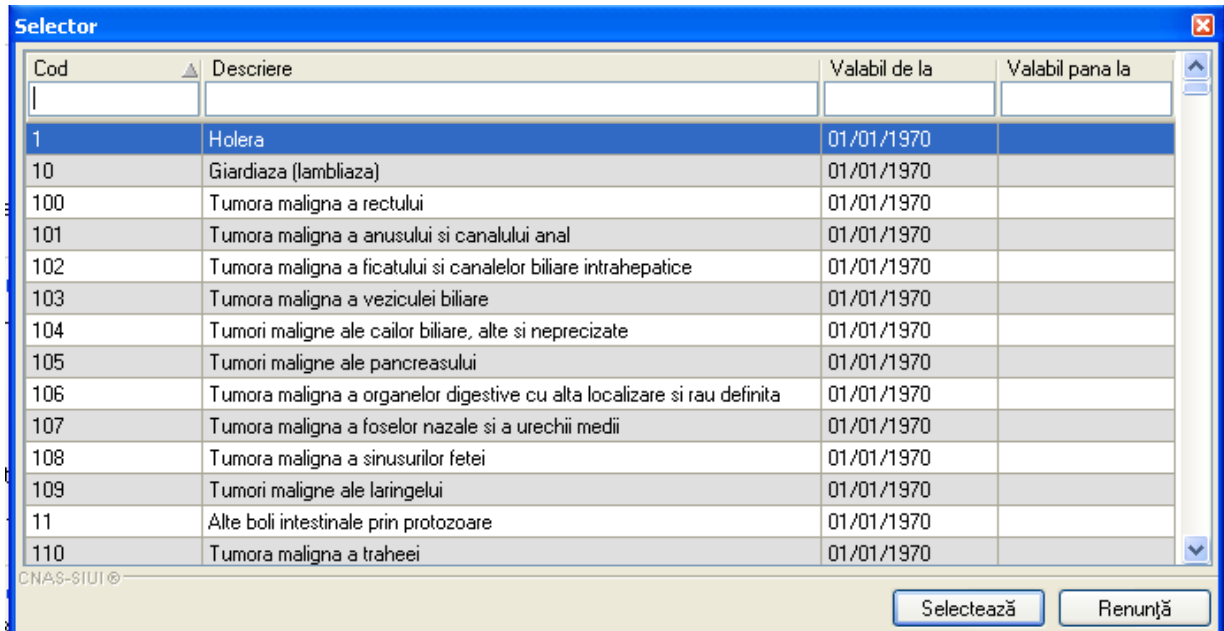 Selector
Cod Descriere Valabil de la Valabil pana la
1 Holera 01/01/1970
10 Giardiaza (lambliaza) 01/01/1970
100 Tumora maligna a rectului 01/01/1970
101 Tumora maligna a anusului si canalului anal 01/01/1970
102 Tumora maligna a ficatului si canalelor biliare intrahepatice 01/01/1970
103 Tumora maligna a veziculei biliare 01/01/1970
104 Tumori maligne ale cailor biliare, alte si neprecizate 01/01/1970
105 Tumori maligne ale pancreasului 01/01/1970
106 Tumora maligna a organelor digestive cu alta localizare si rau definita 01/01/1970
107 Tumora maligna a foselor nazale si a urechii medii 01/01/1970
108 Tumora maligna a sinusurilor fetei 01/01/1970
109 Tumori maligne ale laringelui 01/01/1970
11 Alte boli intestinale prin protozoare 01/01/1970
110 Tumora maligna a traheei 01/01/1970
CNAS-SIUI®
Selectează Renunţă